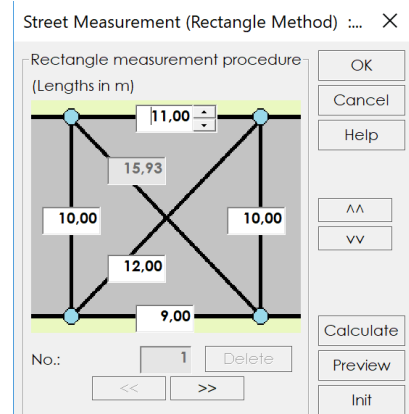 Street Measurement (Rectangle Method) :... X
Rectangle measurement procedure
(Lengths in m)
OK
Cancel
Help
11,00
15,93
10,00
10,00
12,00
9,00
^^
vv
Calculate
No.: 1 Delete
Preview
<< >>
Init